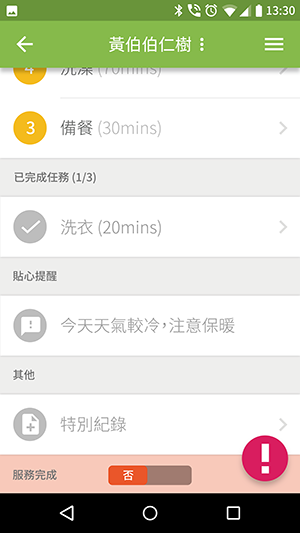 13:30
黃伯伯仁樹
4 洗澡 (70mins)
3 備餐 (30mins)
已完成任務 (1/3)
洗衣 (20mins)
貼心提醒
今天天氣較冷，注意保暖
其他
特別紀錄
服務完成 否